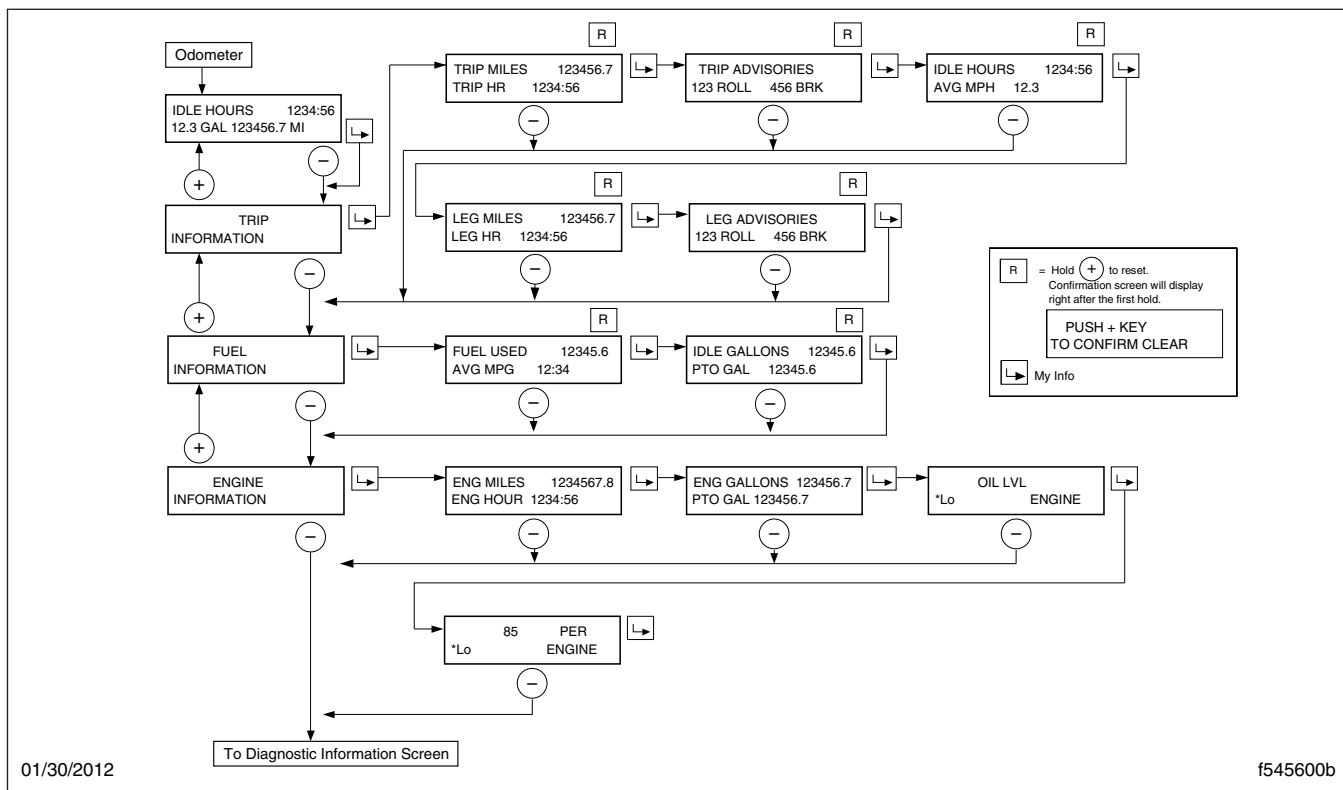 Odometer
IDLE HOURS 1234:56
12.3 GAL 123456.7 MI
R
TRIP MILES 123456.7
TRIP HR 1234:56
R
TRIP ADVISORIES
123 ROLL 456 BRK
R
IDLE HOURS 1234:56
AVG MPH 12.3
TRIP
INFORMATION
R
LEG MILES 123456.7
LEG HR 1234:56
R
LEG ADVISORIES
123 ROLL 456 BRK
FUEL
INFORMATION
R
FUEL USED 12345.6
AVG MPG 12:34
R
IDLE GALLONS 12345.6
PTO GAL 12345.6
R = Hold + to reset.
Confirmation screen will display
right after the first hold.
PUSH + KEY
TO CONFIRM CLEAR
My Info
ENGINE
INFORMATION
ENG MILES 1234567.8
ENG HOUR 1234:56
ENG GALLONS 123456.7
PTO GAL 123456.7
OIL LVL
*Lo ENGINE
85 PER
*Lo ENGINE
To Diagnostic Information Screen
01/30/2012
f545600b